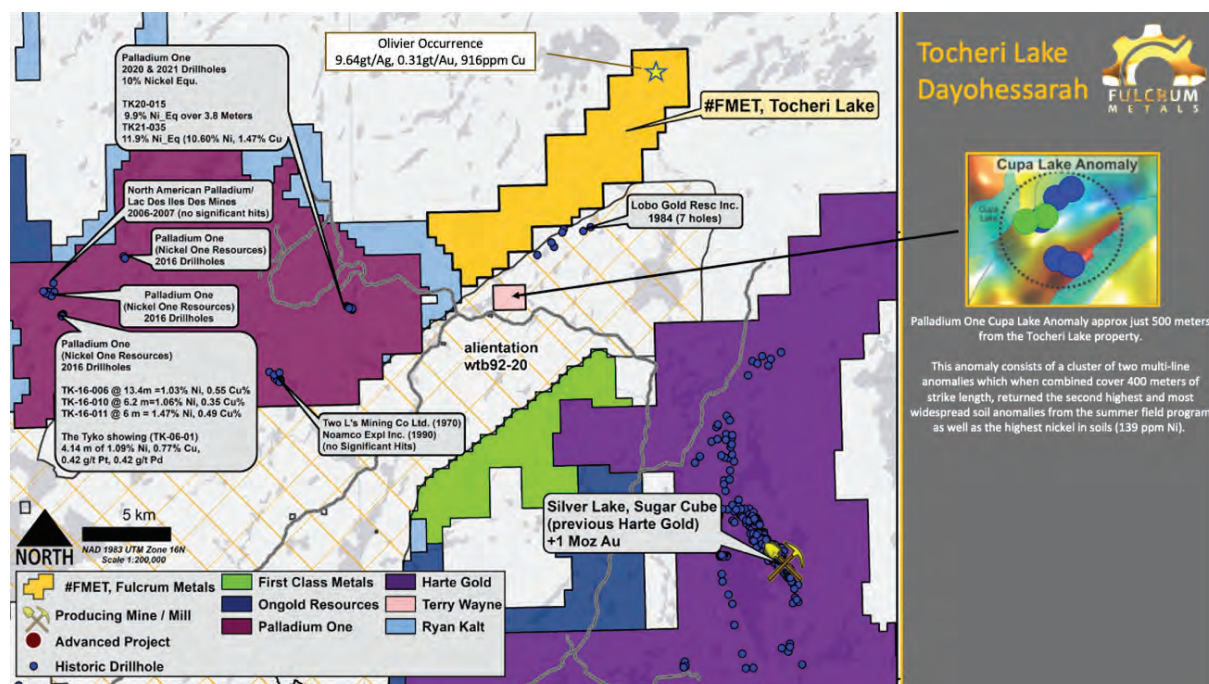 Olivier Occurrence
9.64gt/Ag, 0.31gt/Au, 916ppm Cu
Palladium One
2020 & 2021 Drillholes
10% Nickel Equ.
TK20-015
9.9% Ni_Eq over 3.8 Meters
TK21-035
11.9% Ni_Eq (10.60% Ni, 1.47% Cu
#FMET, Tocheri Lake
North American Palladium/
Lac Des Iles Des Mines
2006-2007 (no significant hits)
Lobo Gold Resc Inc.
1984 (7 holes)
Palladium One
(Nickel One Resources)
2016 Drillholes
Palladium One
(Nickel One Resources)
2016 Drillholes
Palladium One
(Nickel One Resources)
2016 Drillholes
TK-16-006 @ 13.4m =1.03% Ni, 0.55 Cu%
TK-16-010 @ 6.2 m=1.06% Ni, 0.35 Cu%
TK-16-011 @ 6 m = 1.47% Ni, 0.49 Cu%
The Tyko showing (TK-06-01)
4.14 m of 1.09% Ni, 0.77% Cu,
0.42 g/t Pt, 0.42 g/t Pd
alientation
wtb92-20
Two L's Mining Co Ltd. (1970)
Noamco Expl Inc. (1990)
(no Significant Hits)
Silver Lake, Sugar Cube
(previous Harte Gold)
+1 Moz Au
5 km
NORTH
NAD 1983 UTM Zone 16N
Scale 1:200,000
#FMET, Fulcrum Metals
Producing Mine / Mill
Advanced Project
Historic Drillhole
First Class Metals
Ongold Resources
Palladium One
Harte Gold
Terry Wayne
Ryan Kalt
Tocheri Lake
Dayohessarah
FULCRUM
METALS
Cupa Lake Anomaly
Cupa
Lake
Palladium One Cupa Lake Anomaly approx just 500 meters
from the Tocheri Lake property.
This anomaly consists of a cluster of two multi-line
anomalies which when combined cover 400 meters of
strike length, returned the second highest and most
widespread soil anomalies from the summer field program
as well as the highest nickel in soils (139 ppm Ni).